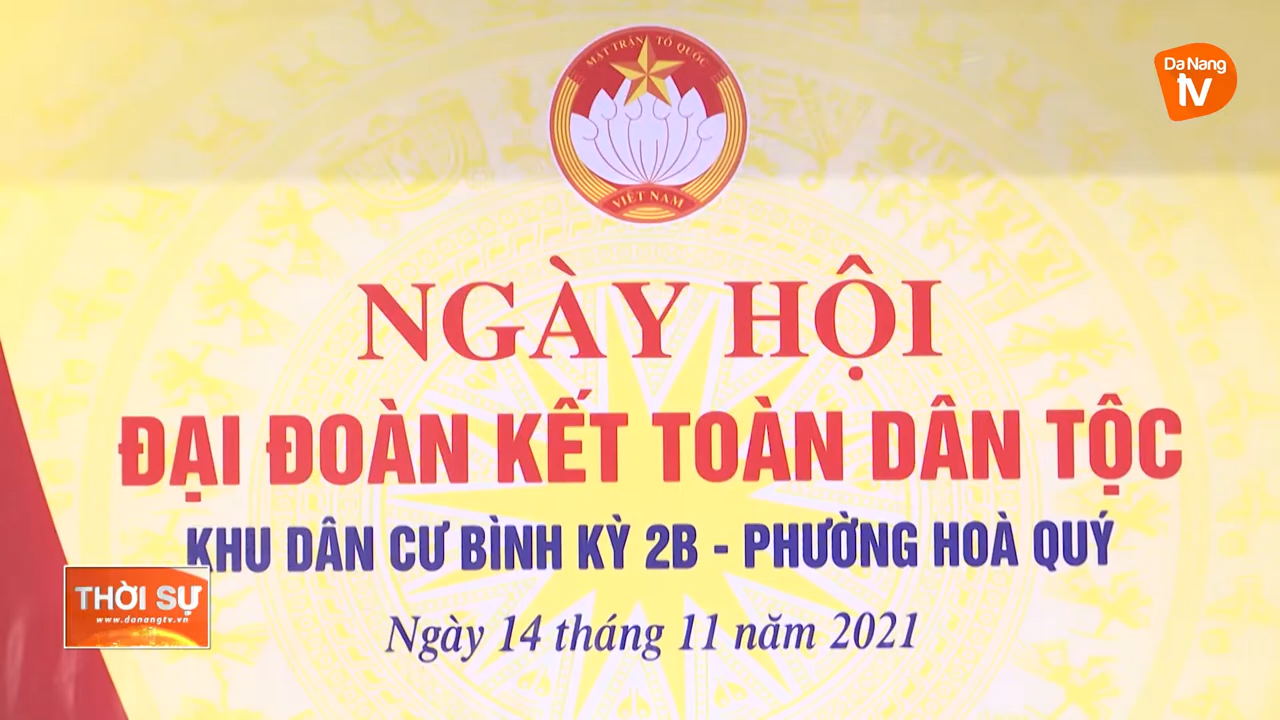 MẶT TRẬN TỔ QUỐC
VIỆT NAM
Da Nang
tv
NGÀY HỘI
ĐẠI ĐOÀN KẾT TOÀN DÂN TỘC
KHU DÂN CƯ BÌNH KỲ 2B - PHƯỜNG HOÀ QUÝ
Ngày 14 tháng 11 năm 2021
THỜI SỰ
www.danangtv.vn